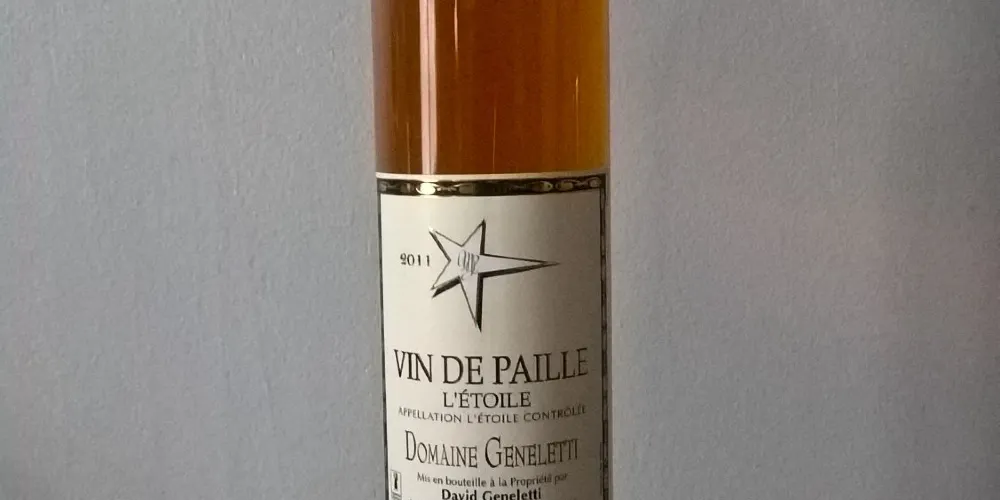 2011
VIN DE PAILLE
L'ÉTOILE
APPELLATION L'ÉTOILE CONTRÔLÉE
DOMAINE GENELETTI
Mis en bouteille à la Propriété par
David Geneletti